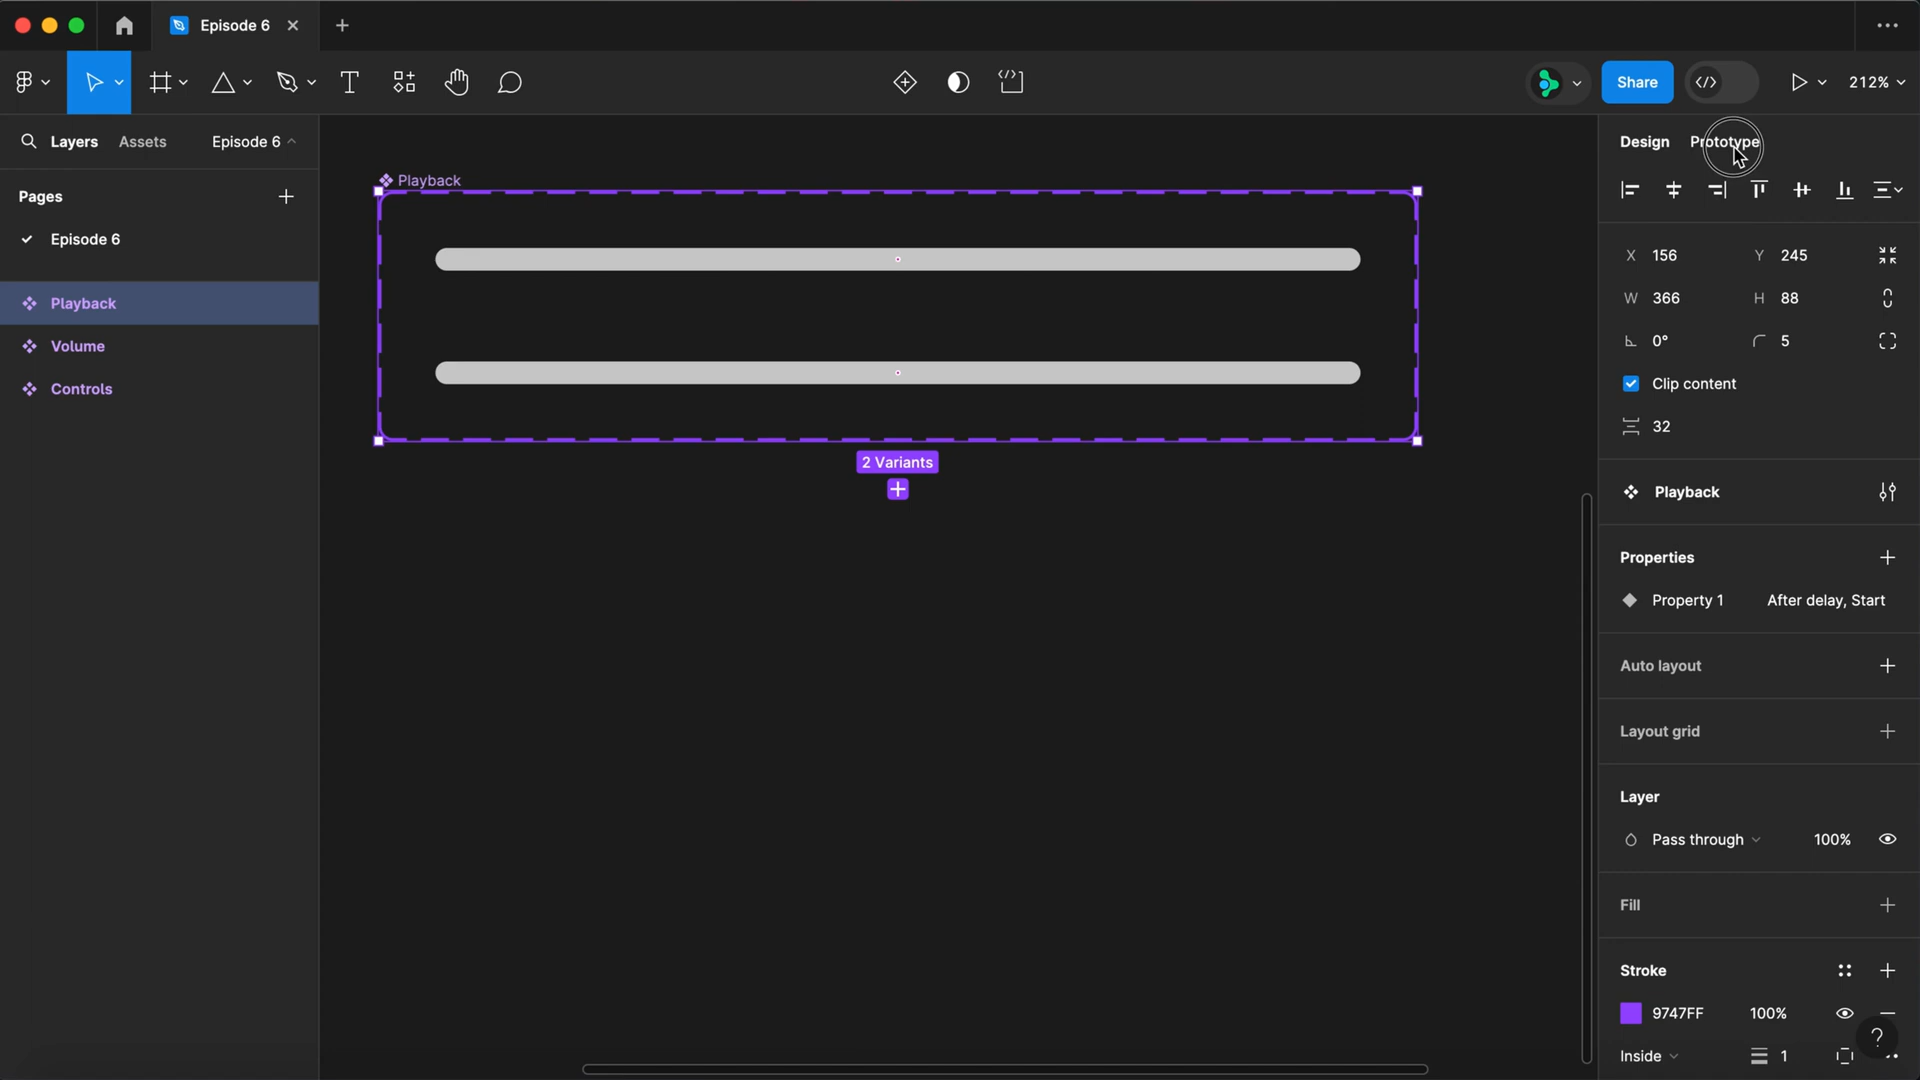 Episode 6
Share
212%
Layers
Assets
Episode 6
Pages
Episode 6
Playback
Volume
Controls
Playback
2 Variants
Design
Prototype
X 156
Y 245
W 366
H 88
0°
5
Clip content
32
Playback
Properties
Property 1
After delay, Start
Auto layout
Layout grid
Layer
Pass through
100%
Fill
Stroke
9747FF
100%
Inside
1
?